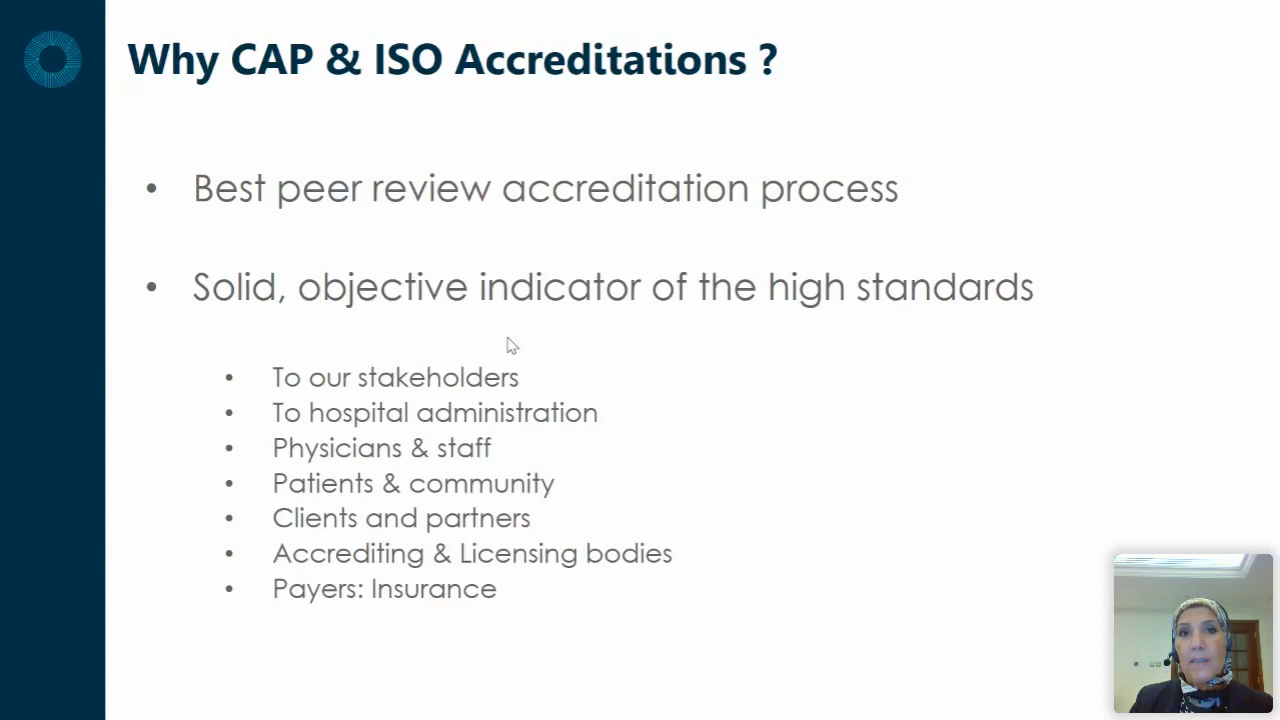 Why CAP & ISO Accreditations ?
• Best peer review accreditation process
• Solid, objective indicator of the high standards
• To our stakeholders
• To hospital administration
• Physicians & staff
• Patients & community
• Clients and partners
• Accrediting & Licensing bodies
• Payers: Insurance